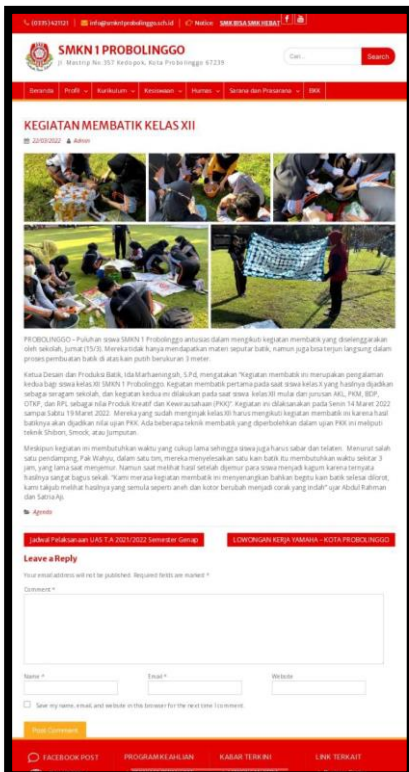 (0335)421121 info@smkn1probolinggo.sch.id Notice SMK BISA SMK HEBAT
SMKN 1 PROBOLINGGO
Jl. Mastrip No. 357 Kedopok, Kota Probolinggo 67239
Cari ..
Search
Beranda Profil Kurikulum Kesiswaan Humas Sarana dan Prasarana BKK
KEGIATAN MEMBATIK KELAS XII
22/03/2022 Admin
PROBOLINGGO – Puluhan siswa SMKN 1 Probolinggo antusias dalam mengikuti kegiatan membatik yang diselenggarakan
oleh sekolah, Jumat (15/3). Mereka tidak hanya mendapatkan materi seputar batik, namun juga bisa terjun langsung dalam
proses pembuatan batik di atas kain putih berukuran 3 meter.
Ketua Desain dan Produksi Batik, Ida Marhaeningsih, S.Pd, mengatakan "Kegiatan membatik ini merupakan pengalaman
kedua bagi siswa kelas XII SMKN 1 Probolinggo. Kegiatan membatik pertama pada saat siswa kelas X yang hasilnya dijadikan
sebagai seragam sekolah, dan kegiatan kedua ini dilakukan pada saat siswa kelas XII mulai dari jurusan AKL, PKM, BDP,
OTKP, dan RPL sebagai nilai Produk Kreatif dan Kewirausahaan (PKK)". Kegiatan ini dilaksanakan pada Senin 14 Maret 2022
sampai Sabtu 19 Maret 2022. Mereka yang sudah menginjak kelas XII harus mengikuti kegiatan membatik ini karena hasil
batiknya akan dijadikan nilai ujian PKK. Ada beberapa teknik membatik yang diperbolehkan dalam ujian PKK ini meliputi
teknik Shibori, Smock, atau Jumputan.
Meskipun kegiatan ini membutuhkan waktu yang cukup lama sehingga siswa juga harus sabar dan telaten. Menurut salah
satu pendamping, Pak Wahyu, dalam satu tim, mereka menyelesaikan satu kain batik itu membutuhkan waktu sekitar 3
jam, yang lama saat menjemur. Namun saat melihat hasil setelah dijemur para siswa menjadi kagum karena ternyata
hasilnya sangat bagus sekali. "Kami merasa kegiatan membatik ini menyenangkan bahkan begitu kain batik selesai dilorot,
kami takjub melihat hasilnya yang semula seperti aneh dan kotor berubah menjadi corak yang indah" ujar Abdul Rahman
dan Satria Aji.
Agenda
Jadwal Pelaksanaan UAS T.A 2021/2022 Semester Genap
LOWONGAN KERJA YAMAHA – KOTA PROBOLINGGO
Leave a Reply
Your email address will not be published. Required fields are marked *
Comment *
Name * Email * Website
Save my name, email, and website in this browser for the next time I comment.
Post Comment
FACEBOOK POST PROGRAM KEAHLIAN KABAR TERKINI LINK TERKAIT